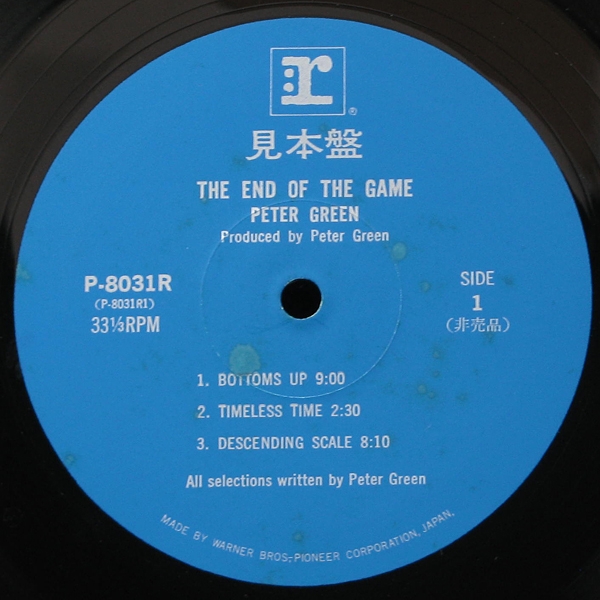 r
®
見本盤
THE END OF THE GAME
PETER GREEN
Produced by Peter Green
P-8031R
(P-8031R1)
33⅓RPM
SIDE
1
(非売品)
1. BOTTOMS UP 9:00
2. TIMELESS TIME 2:30
3. DESCENDING SCALE 8:10
All selections written by Peter Green
MADE BY WARNER BROS.-PIONEER CORPORATION, JAPAN.